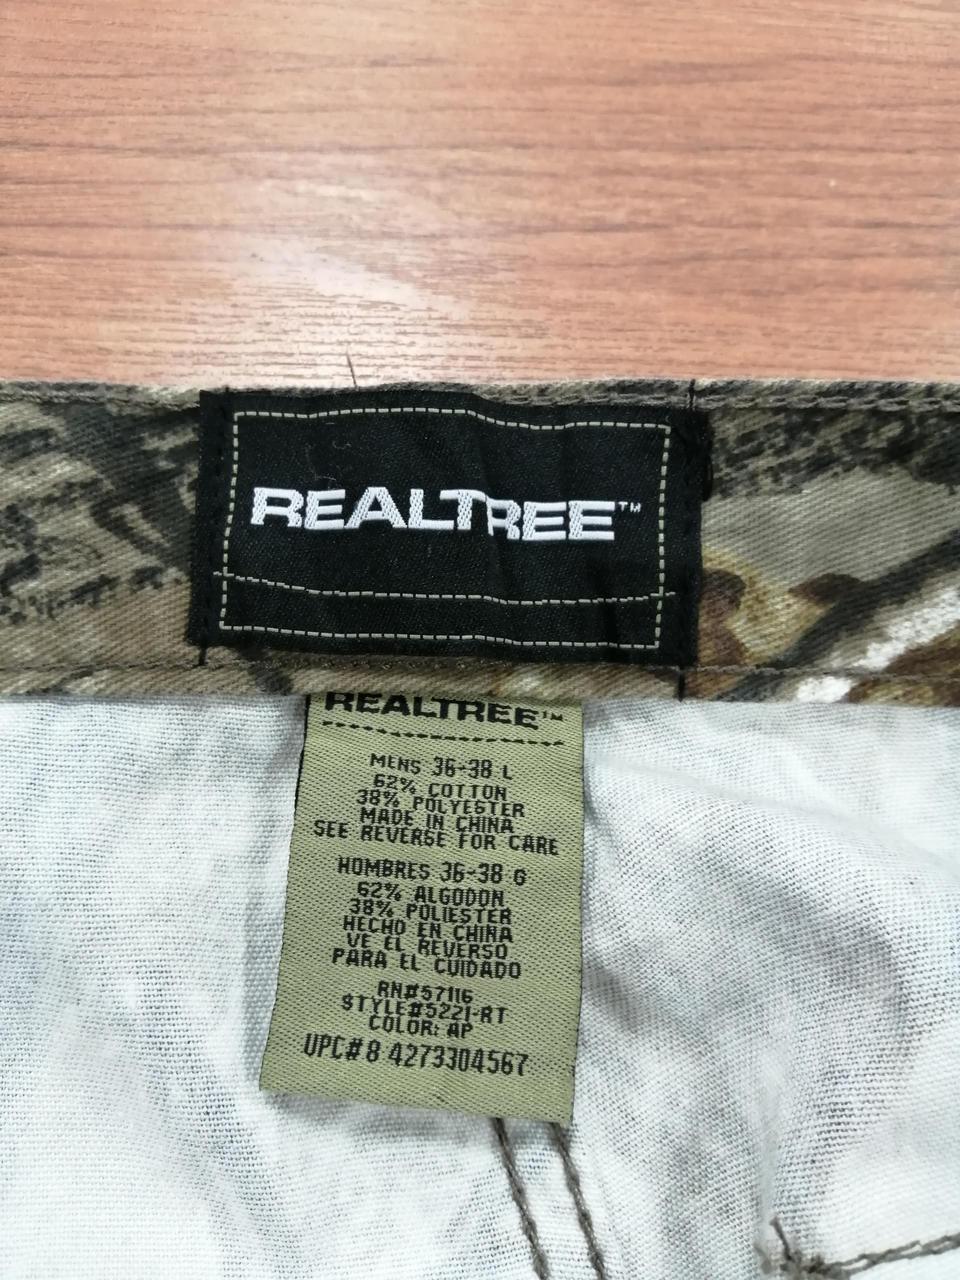 REALTREE™
REALTREE™
MENS 36-38 L
62% COTTON
38% POLYESTER
MADE IN CHINA
SEE REVERSE FOR CARE
HOMBRES 36-38 G
62% ALGODON
38% POLIESTER
HECHO EN CHINA
VE EL REVERSO
PARA EL CUIDADO
RN#57116
STYLE#5221-RT
COLOR: AP
UPC# 8 4273304567